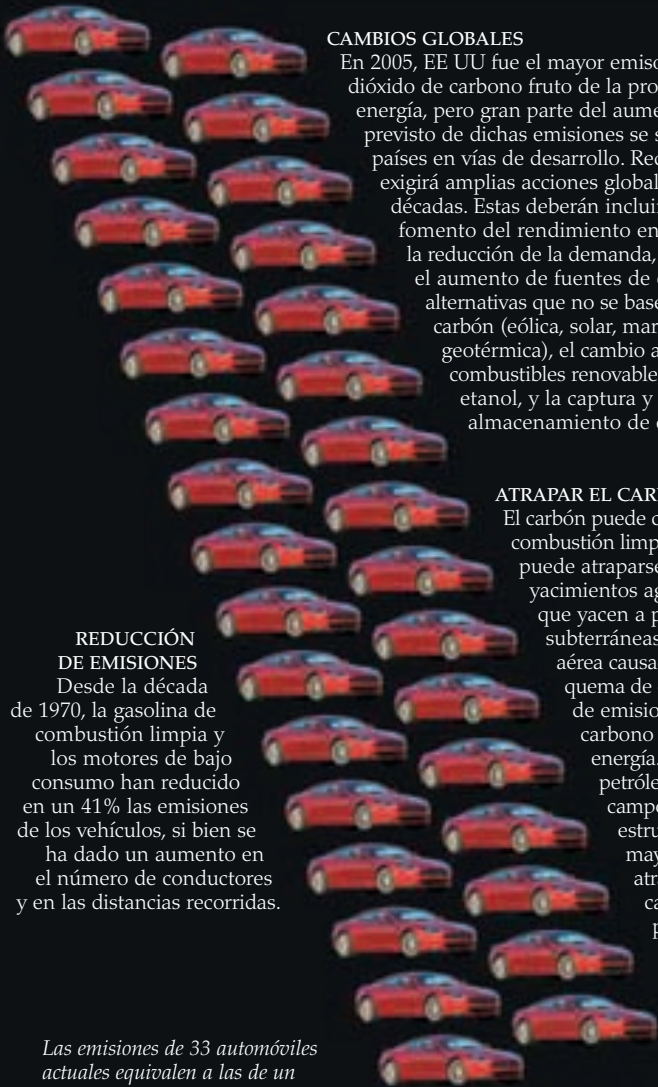 CAMBIOS GLOBALES
En 2005, EE UU fue el mayor emiso
dióxido de carbono fruto de la pro
energía, pero gran parte del aume
previsto de dichas emisiones se s
países en vías de desarrollo. Rec
exigirá amplias acciones global
décadas. Estas deberán incluir
fomento del rendimiento en
la reducción de la demanda,
el aumento de fuentes de
alternativas que no se base
carbón (eólica, solar, mar
geotérmica), el cambio a
combustibles renovable
etanol, y la captura y
almacenamiento de
ATRAPAR EL CAR
El carbón puede
combustión limp
puede atraparse
yacimientos ag
que yacen a p
subterráneas
aérea causa
quema de
de emisio
carbono
energía.
petróle
campo
estru
may
atra
ca
p
REDUCCIÓN
DE EMISIONES
Desde la década
de 1970, la gasolina de
combustión limpia y
los motores de bajo
consumo han reducido
en un 41% las emisiones
de los vehículos, si bien se
ha dado un aumento en
el número de conductores
y en las distancias recorridas.
Las emisiones de 33 automóviles
actuales equivalen a las de un